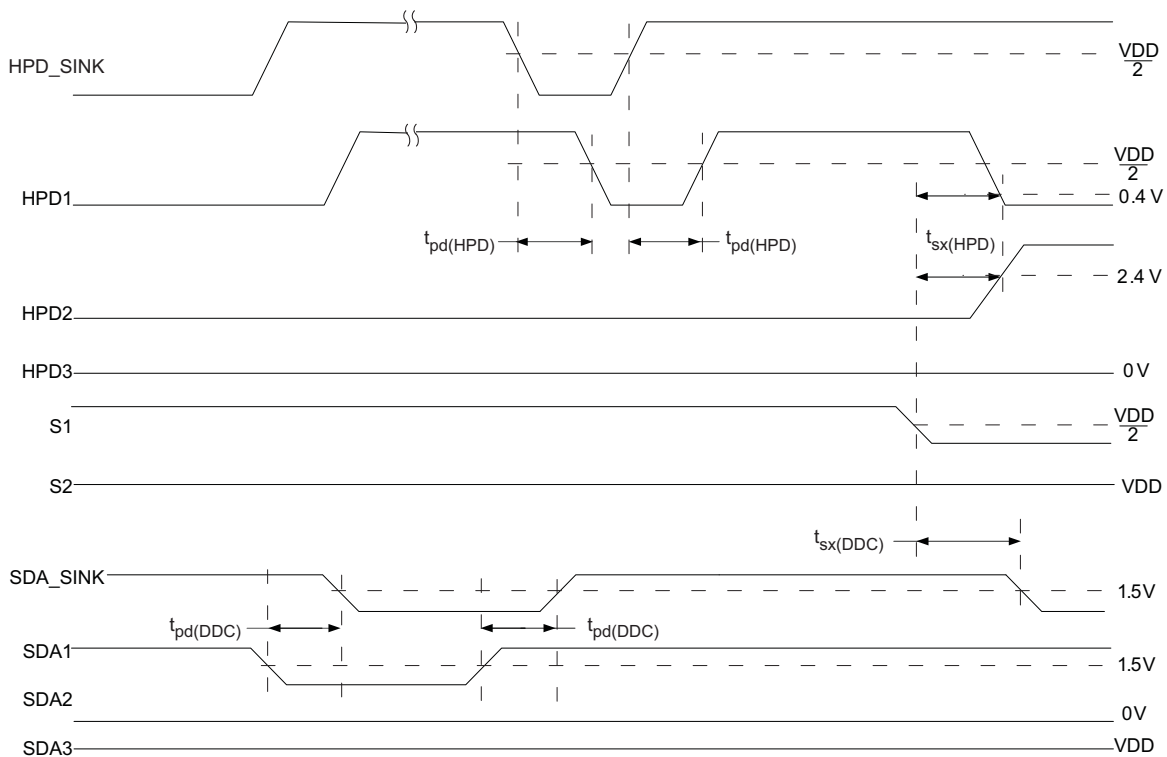 HPD_SINK
VDD
2
HPD1
VDD
2
0.4 V
tpd(HPD)
tpd(HPD)
tsx(HPD)
2.4 V
HPD2
HPD3
0 V
S1
VDD
2
S2
VDD
tsx(DDC)
SDA_SINK
1.5V
tpd(DDC)
tpd(DDC)
SDA1
1.5V
SDA2
0V
SDA3
VDD